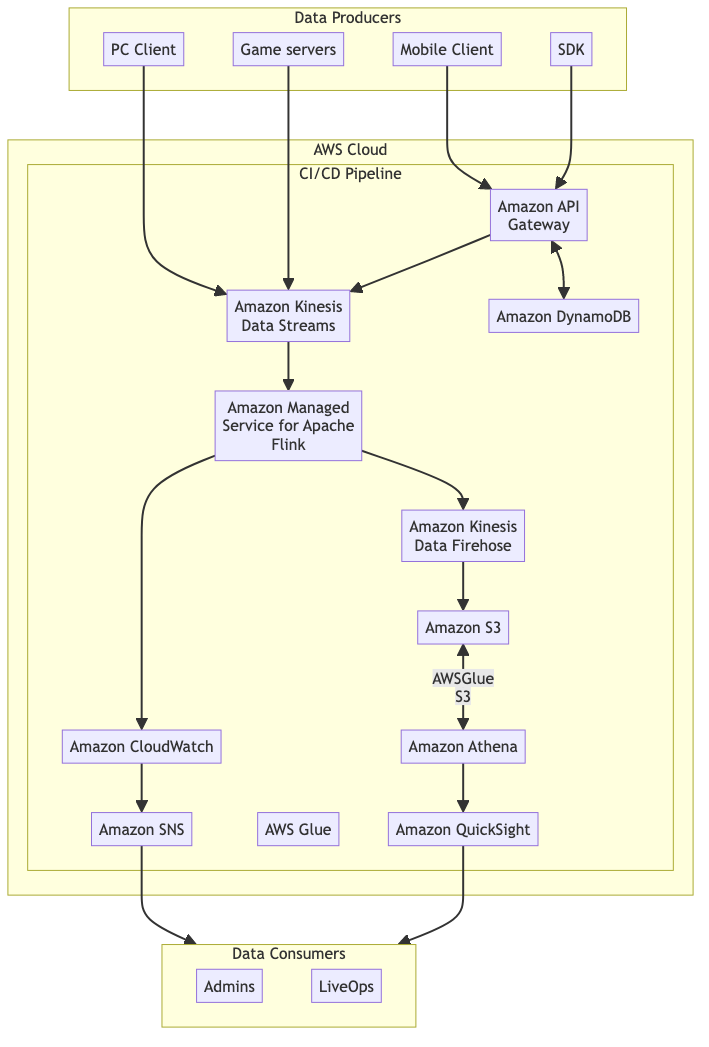 Data Producers
PC Client
Game servers
Mobile Client
SDK
AWS Cloud
CI/CD Pipeline
Amazon API
Gateway
Amazon Kinesis
Data Streams
Amazon DynamoDB
Amazon Managed
Service for Apache
Flink
Amazon Kinesis
Data Firehose
Amazon S3
AWSGlue
S3
Amazon CloudWatch
Amazon Athena
Amazon SNS
AWS Glue
Amazon QuickSight
Data Consumers
Admins
LiveOps